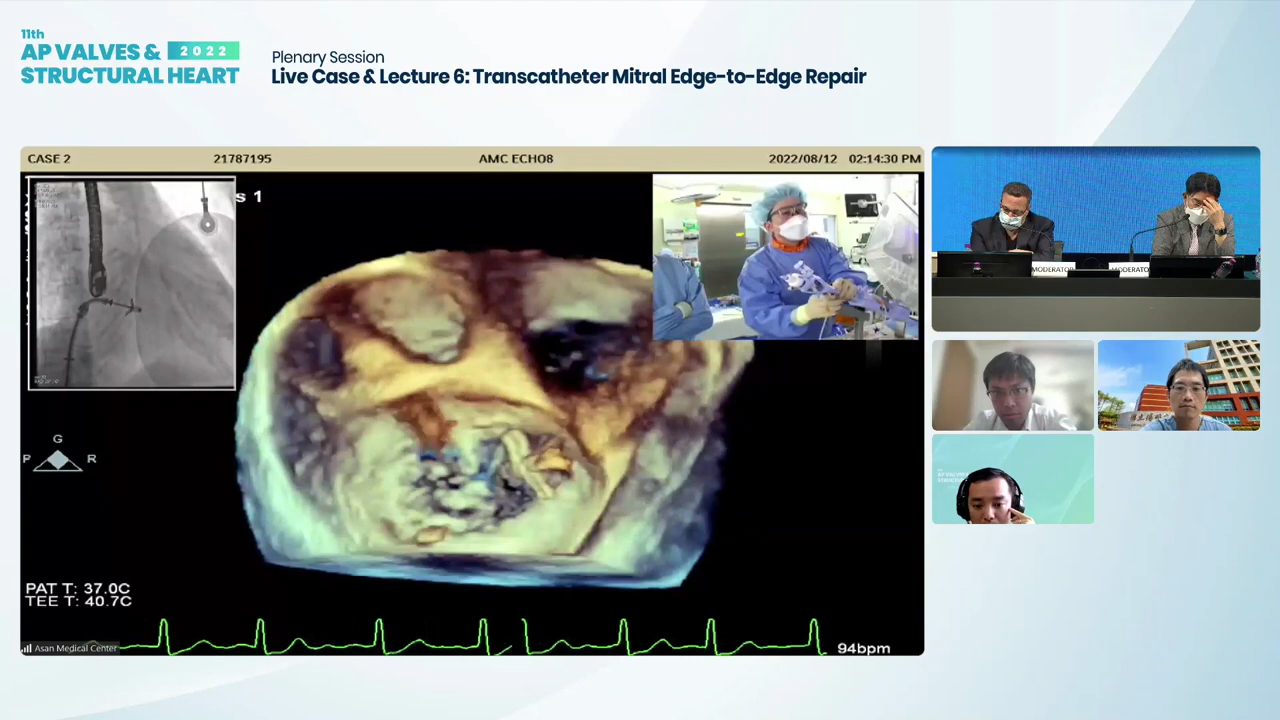 11th
AP VALVES & 2022
STRUCTURAL HEART
Plenary Session
Live Case & Lecture 6: Transcatheter Mitral Edge-to-Edge Repair
CASE 2 21787195 AMC ECHO8 2022/08/12 02:14:30 PM
s 1
G
P R
PAT T: 37.0C
TEE T: 40.7C
94bpm
Asan Medical Center
MODERATOR MODERATOR